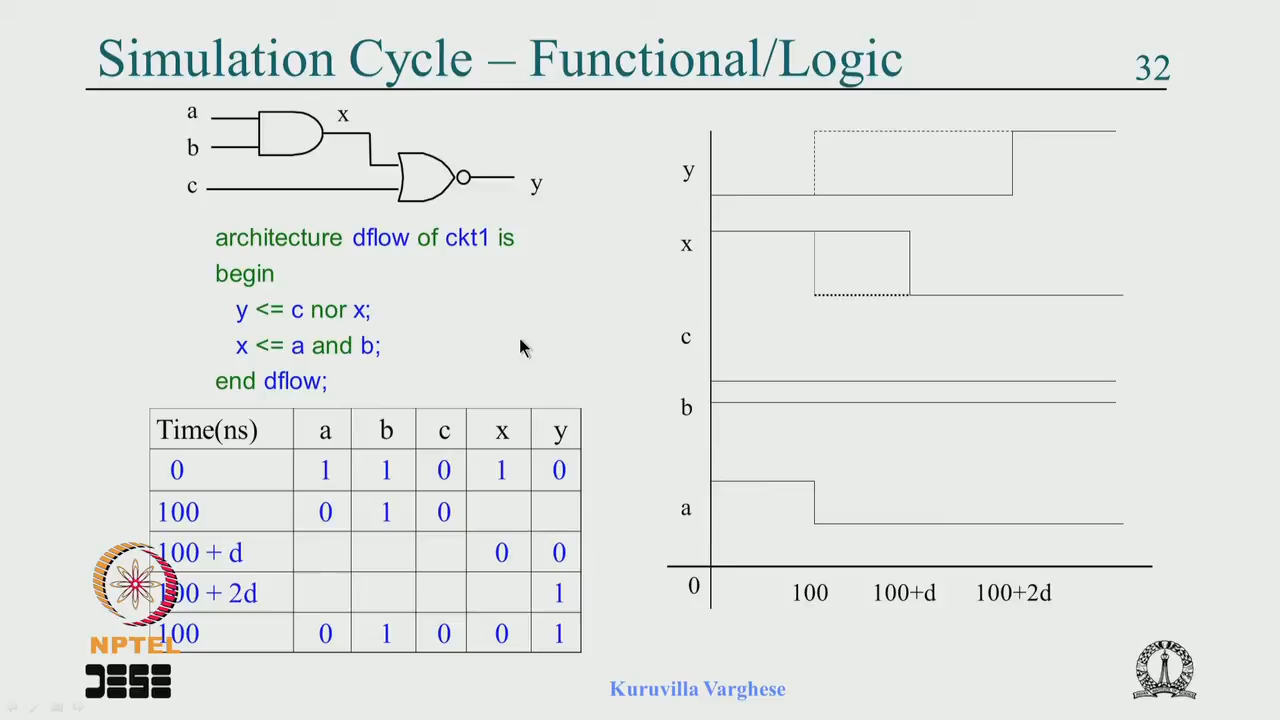 Simulation Cycle – Functional/Logic
32
a
b
c
x
y
architecture dflow of ckt1 is
begin
y <= c nor x;
x <= a and b;
end dflow;
Time(ns) a b c x y
0 1 1 0 1 0
100 0 1 0
100 + d 0 0
100 + 2d 1
100 0 1 0 0 1
y
x
c
b
a
0 100 100+d 100+2d
NPTEL
Kuruvilla Varghese